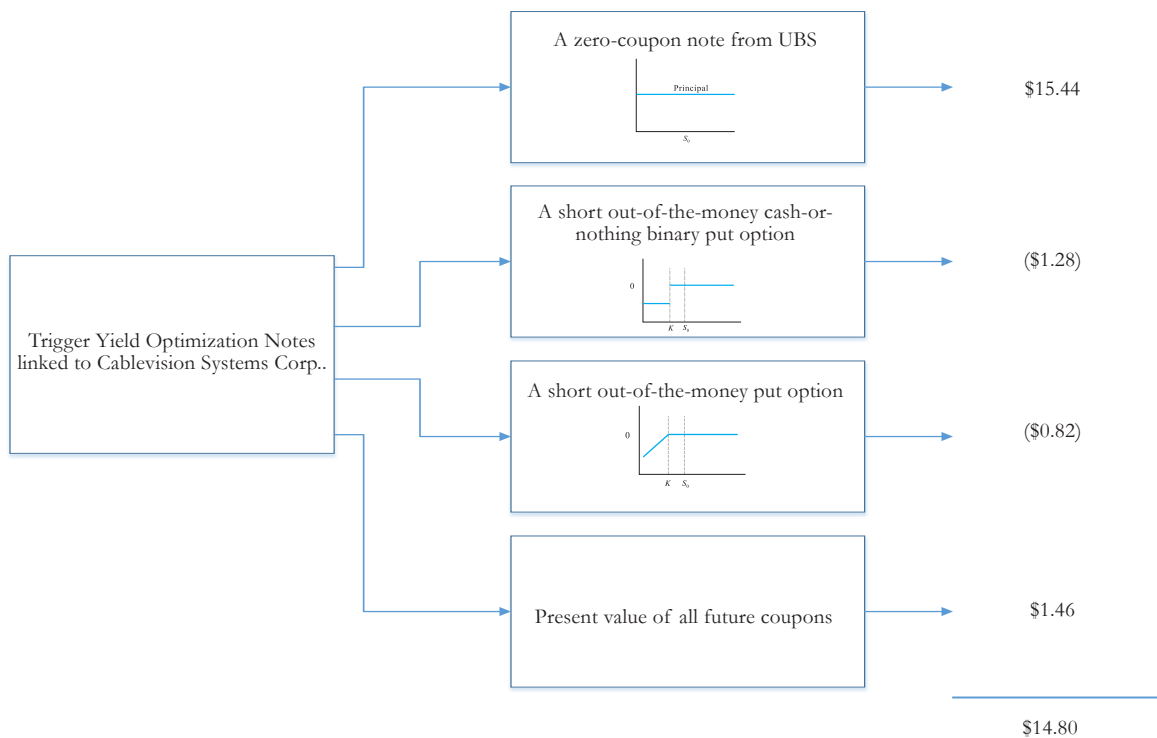 A zero-coupon note from UBS
Principal
S₀
$15.44
A short out-of-the-money cash-or-
nothing binary put option
0
K S₀
($1.28)
Trigger Yield Optimization Notes
linked to Cablevision Systems Corp..
A short out-of-the-money put option
0
K S₀
($0.82)
Present value of all future coupons
$1.46
$14.80